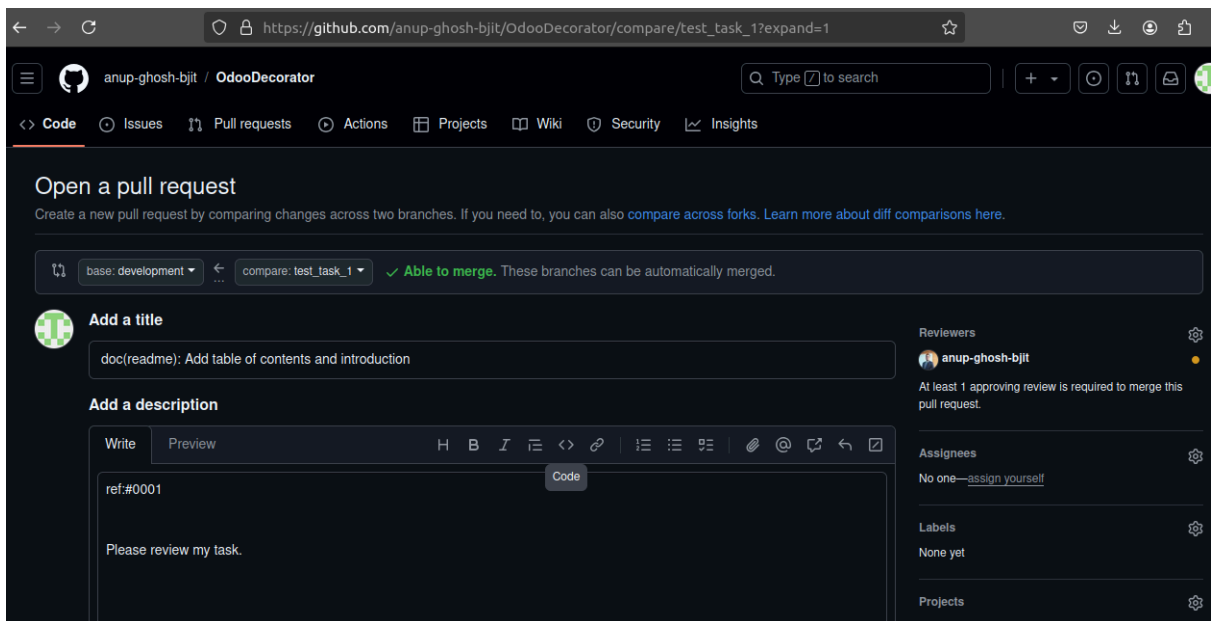 https://github.com/anup-ghosh-bjit/OdooDecorator/compare/test_task_1?expand=1
anup-ghosh-bjit / OdooDecorator
Type / to search
<> Code Issues Pull requests Actions Projects Wiki Security Insights
Open a pull request
Create a new pull request by comparing changes across two branches. If you need to, you can also compare across forks. Learn more about diff comparisons here.
base: development compare: test_task_1 Able to merge. These branches can be automatically merged.
Add a title
doc(readme): Add table of contents and introduction
Add a description
Write Preview H B I
Code
ref:#0001
Please review my task.
Reviewers
anup-ghosh-bjit
At least 1 approving review is required to merge this
pull request.
Assignees
No one—assign yourself
Labels
None yet
Projects